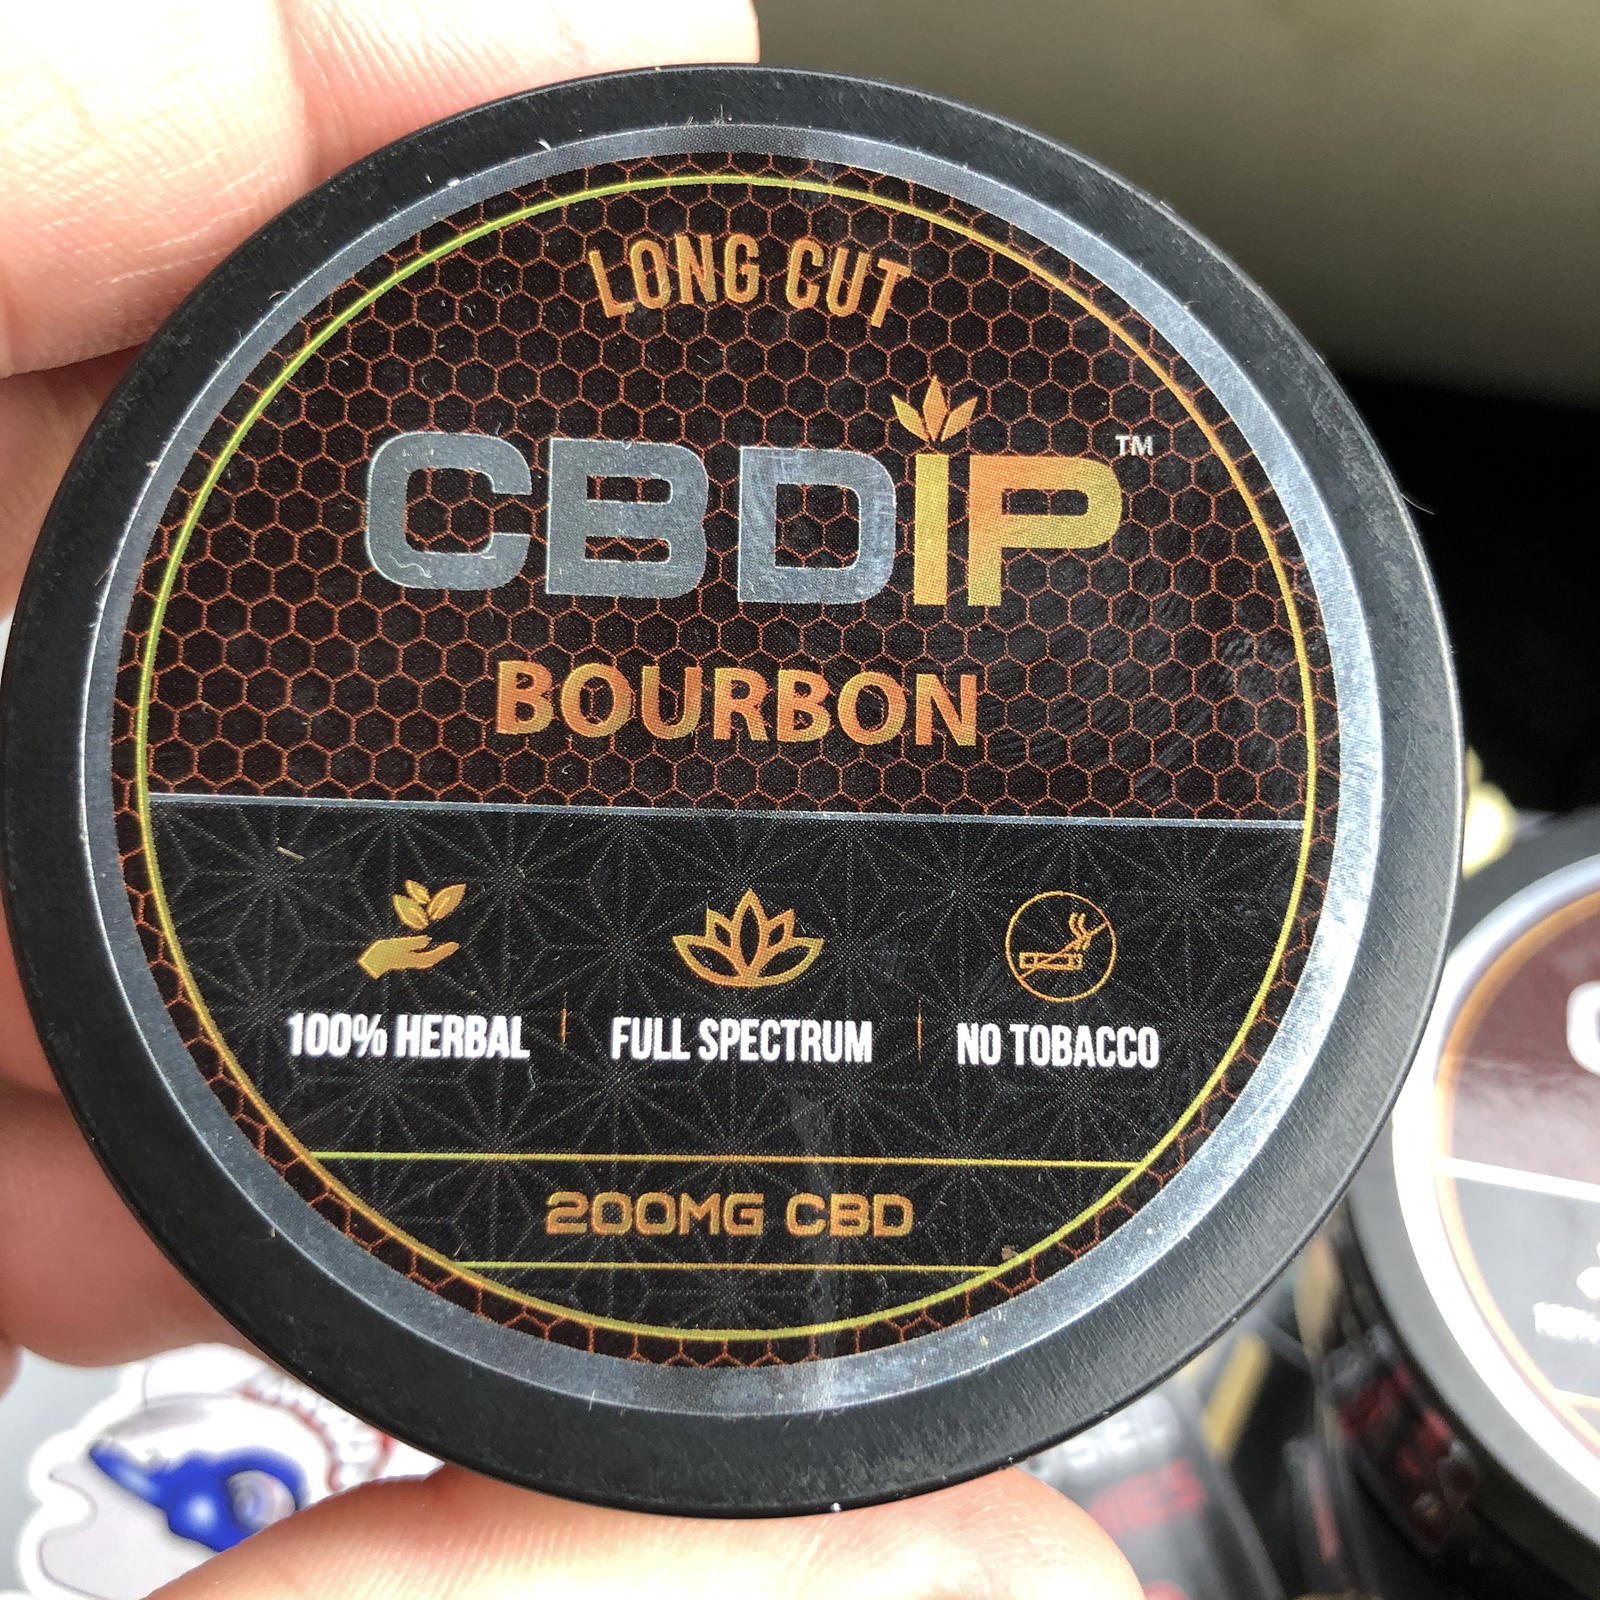 LONG CUT
CBDIP™
BOURBON
100% HERBAL | FULL SPECTRUM | NO TOBACCO
200MG CBD